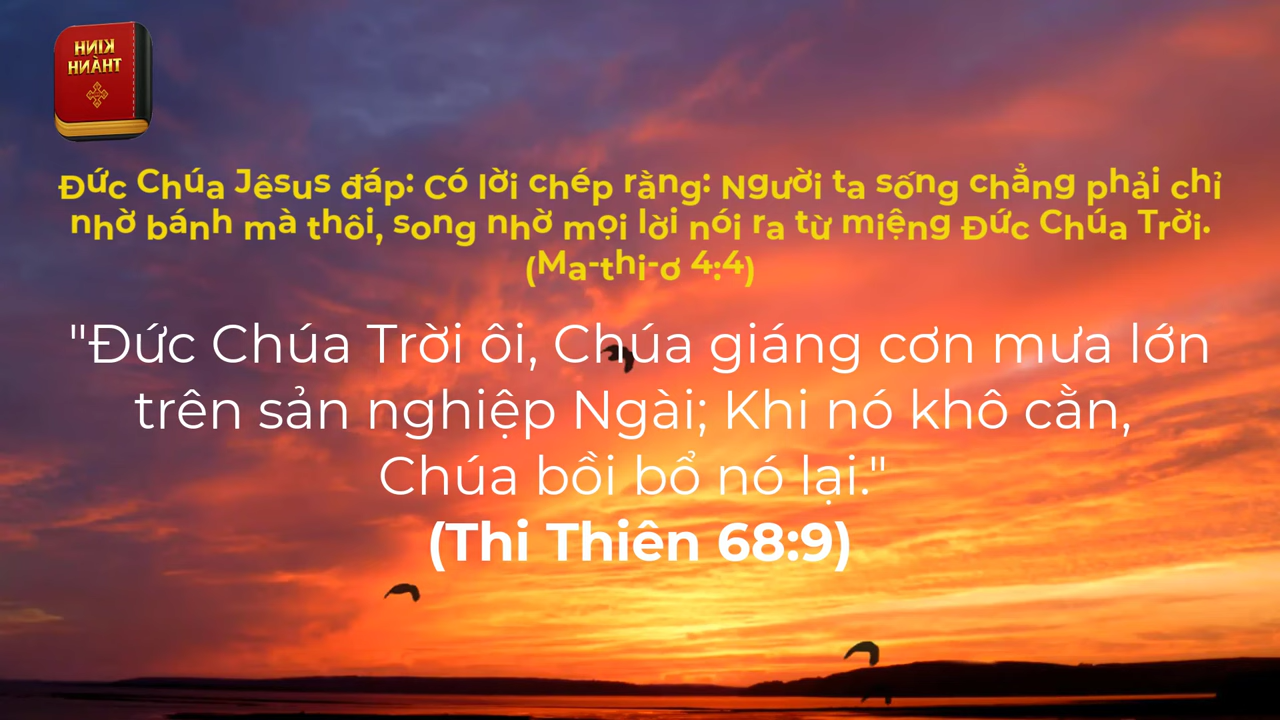 KINH
THÀNH
Đức Chúa Jêsus đáp: Có lời chép rằng: Người ta sống chẳng phải chỉ
nhờ bánh mà thôi, song nhờ mọi lời nói ra từ miệng Đức Chúa Trời.
(Ma-thi-ơ 4:4)
"Đức Chúa Trời ôi, Chúa giáng cơn mưa lớn
trên sản nghiệp Ngài; Khi nó khô cằn,
Chúa bồi bổ nó lại."
(Thi Thiên 68:9)